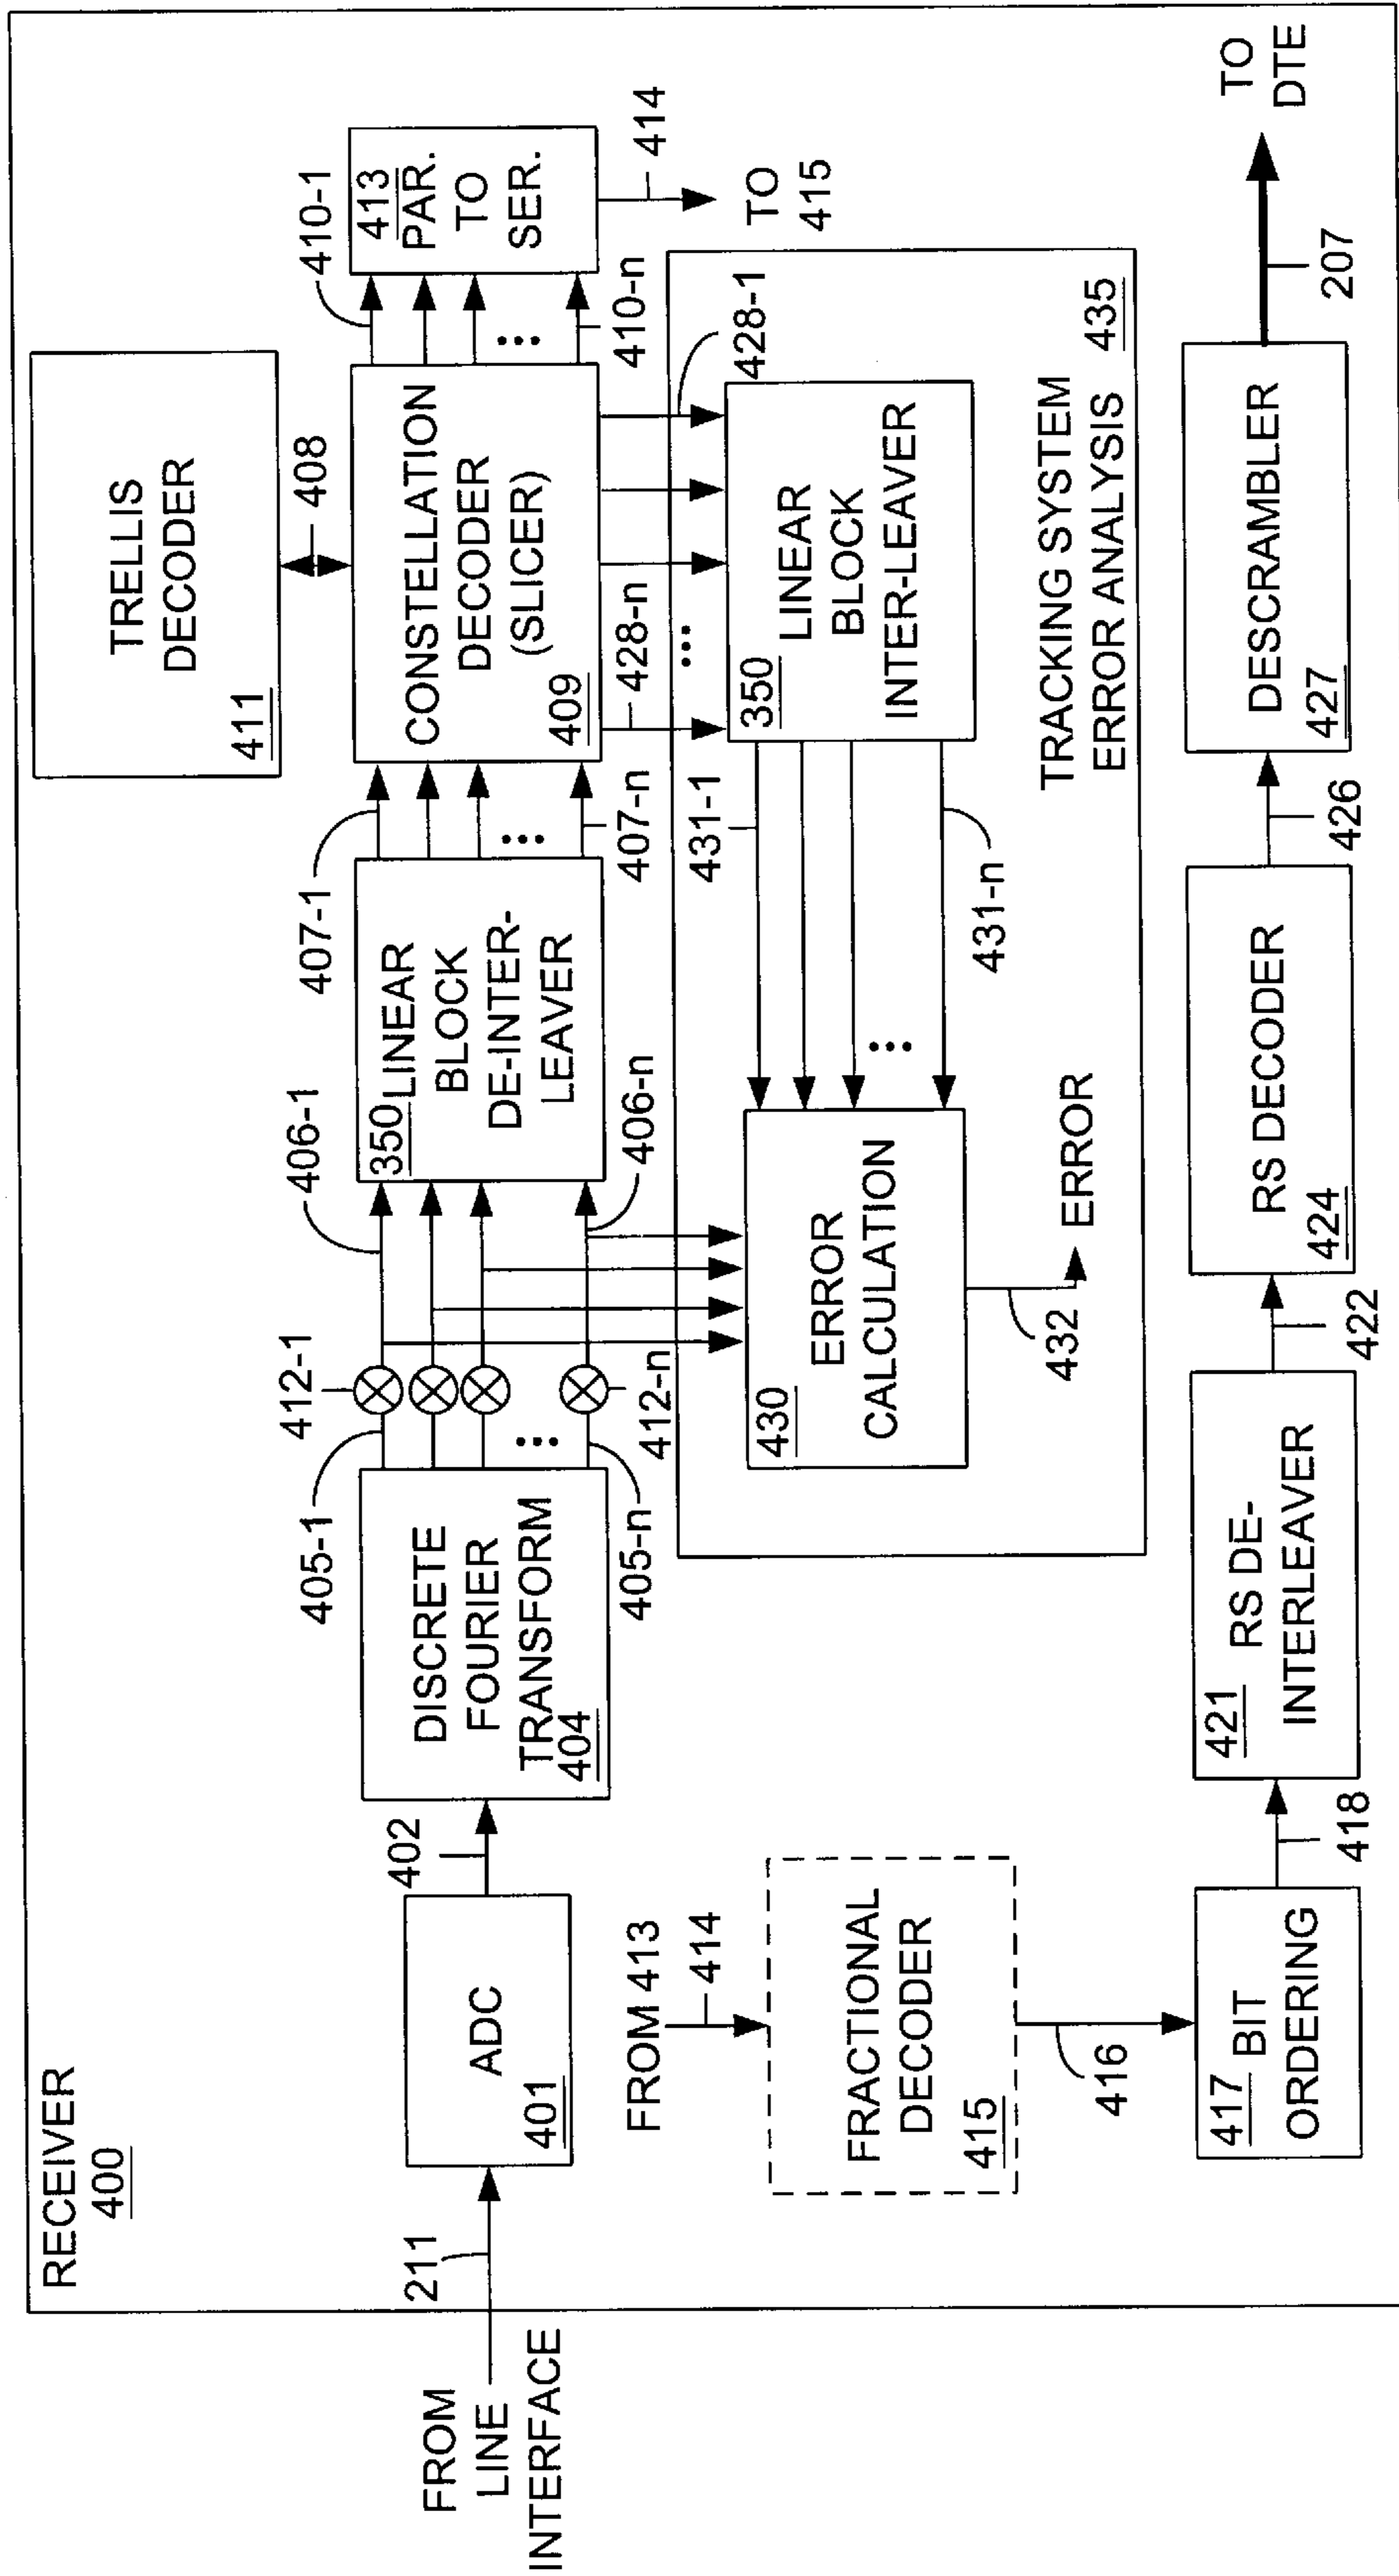 RECEIVER
400
FROM
LINE
INTERFACE
211
ADC
401
402
DISCRETE
FOURIER
TRANSFORM
404
405-1
405-n
412-1
412-n
406-1
406-n
350
LINEAR
BLOCK
DE-INTER-
LEAVER
407-1
407-n
TRELLIS
DECODER
411
408
CONSTELLATION
DECODER
(SLICER)
409
410-1
410-n
413
PAR.
TO
SER.
414
TO
415
428-1
428-n
350
LINEAR
BLOCK
INTER-LEAVER
431-1
431-n
430
ERROR
CALCULATION
432
ERROR
TRACKING SYSTEM
ERROR ANALYSIS
435
FROM 413
414
FRACTIONAL
DECODER
415
416
417
BIT
ORDERING
418
421
RS DE-
INTERLEAVER
422
RS DECODER
424
426
DESCRAMBLER
427
207
TO
DTE